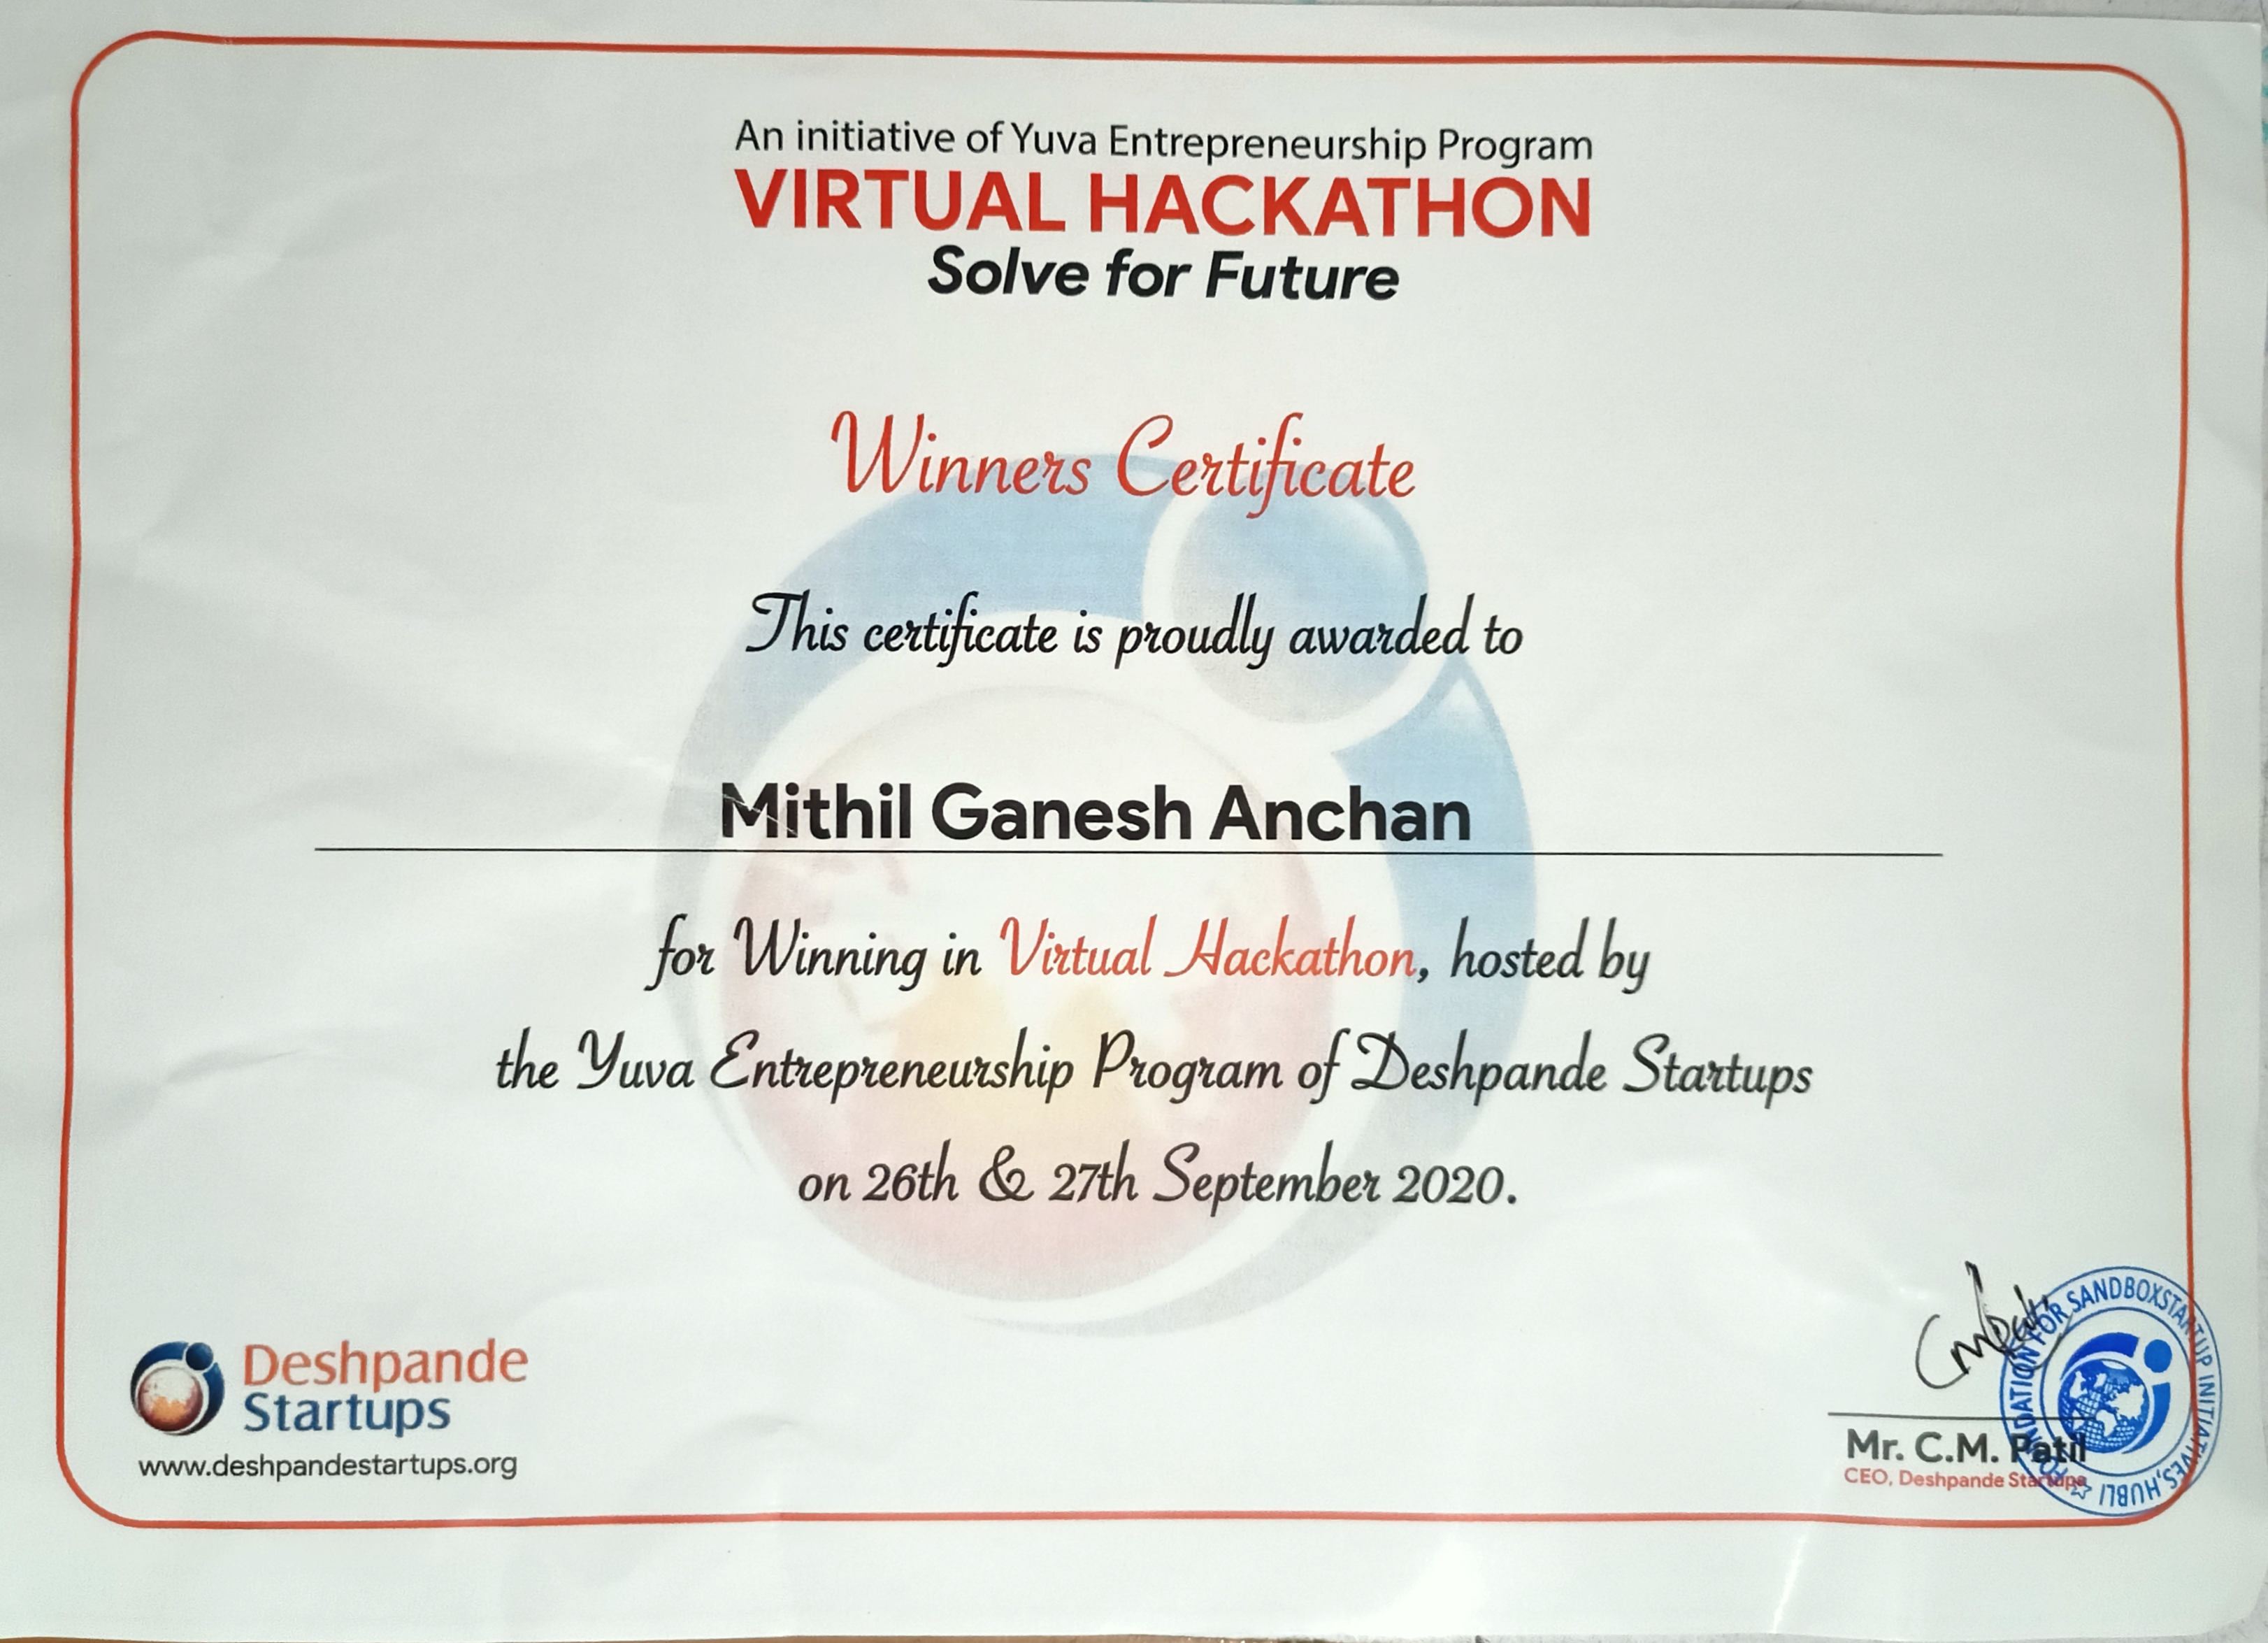 An initiative of Yuva Entrepreneurship Program
VIRTUAL HACKATHON
Solve for Future
Winners Certificate
This certificate is proudly awarded to
Mithil Ganesh Anchan
for Winning in Virtual Hackathon, hosted by
the Yuva Entrepreneurship Program of Deshpande Startups
on 26th & 27th September 2020.
Deshpande
Startups
www.deshpandestartups.org
FOUNDATION FOR SANDBOXSTARTUP INITIATIVES, HUBLI
Mr. C.M. Patil
CEO, Deshpande Startups